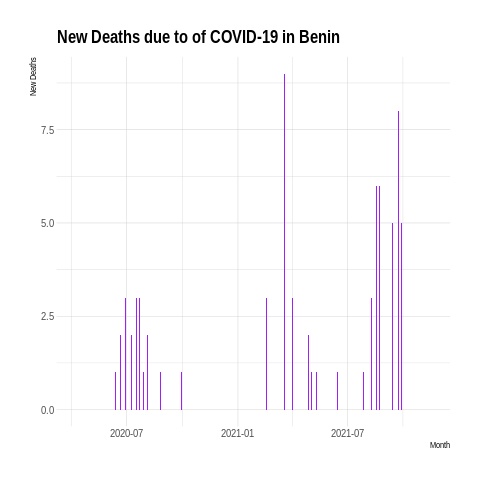 New Deaths due to of COVID-19 in Benin
New Deaths
7.5
5.0
2.5
0.0
2020-07 2021-01 2021-07
Month